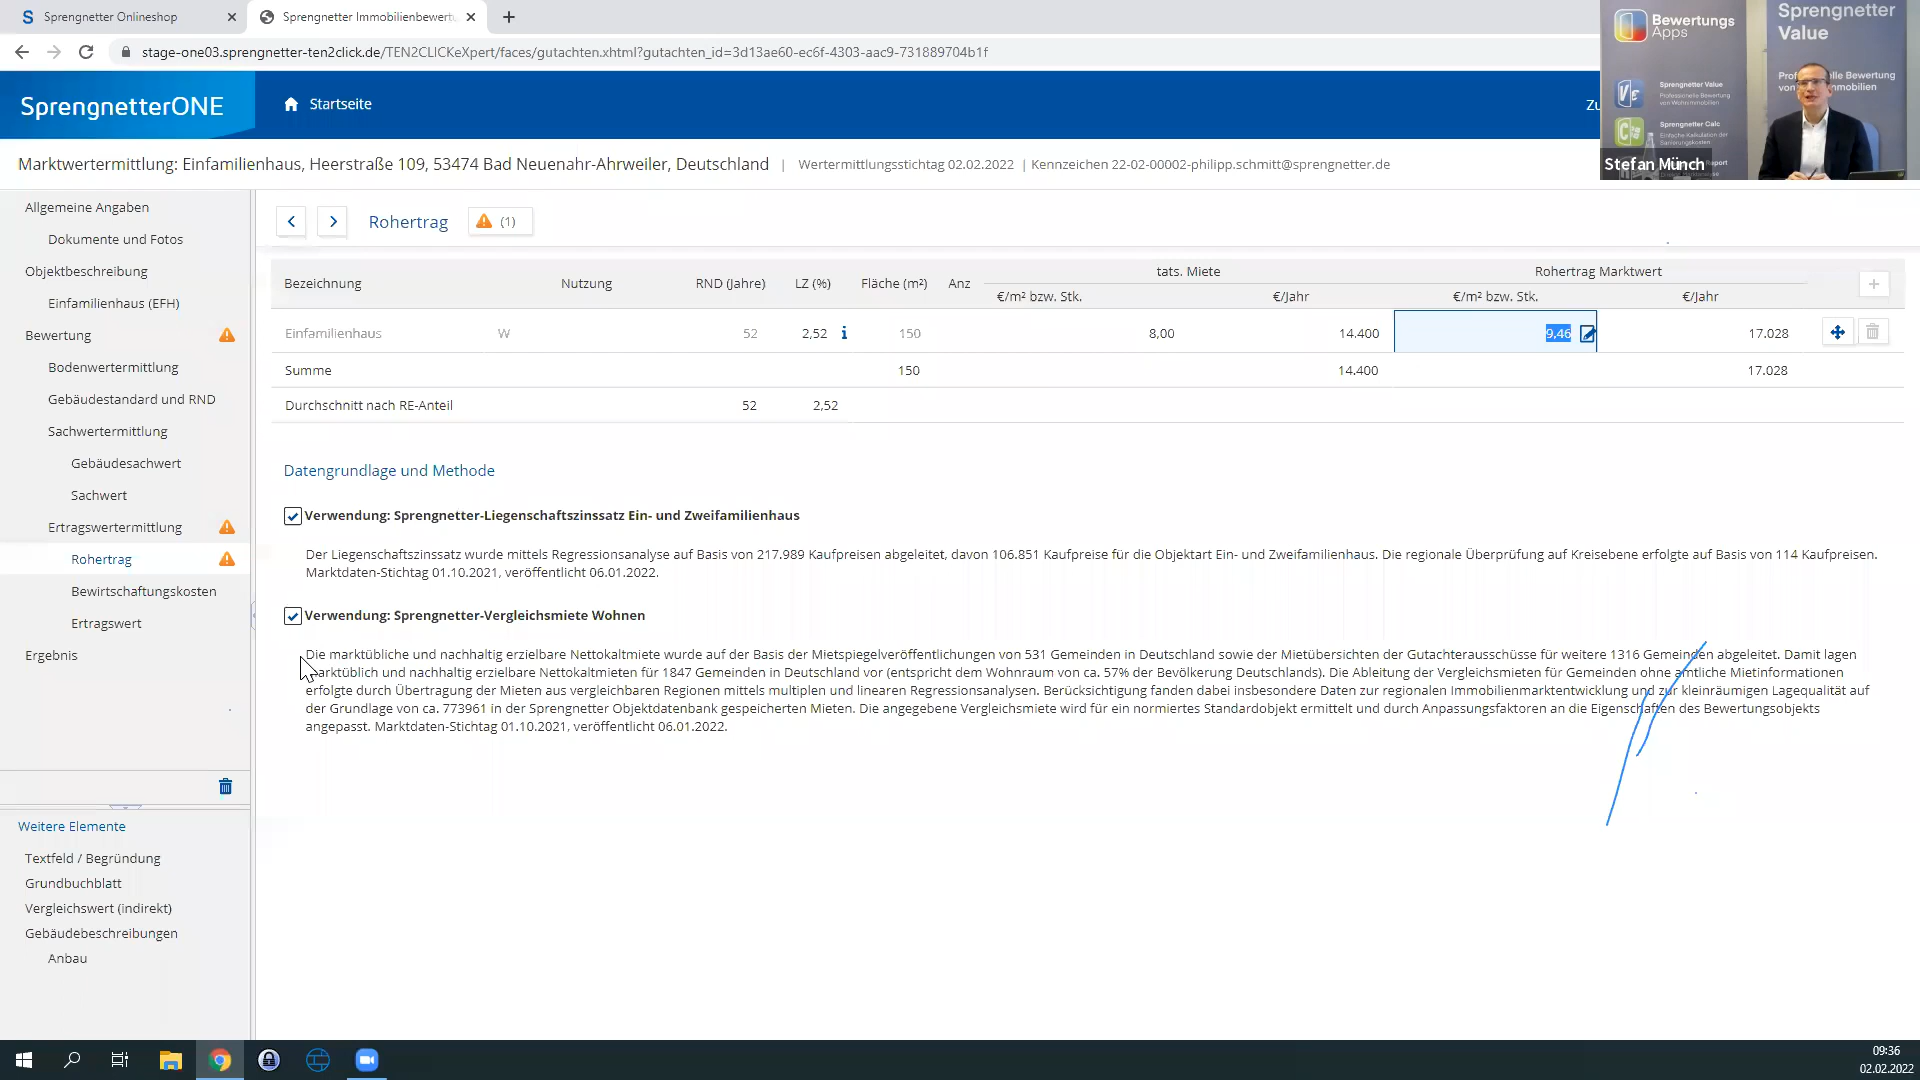 Sprengnetter Onlineshop
Sprengnetter Immobilienbewertu
stage-one03.sprengnetter-ten2click.de/TEN2CLICKeXpert/faces/gutachten.xhtml?gutachten_id=3d13ae60-ec6f-4303-aac9-731889704b1f
SprengnetterONE
Startseite
Zu
Bewertungs
Apps
Sprengnetter
Value
Sprengnetter Value
Professionelle Bewertung
von Wohnimmobilien
Sprengnetter Calc
Stefan Münch
Marktwertermittlung: Einfamilienhaus, Heerstraße 109, 53474 Bad Neuenahr-Ahrweiler, Deutschland | Wertermittlungsstichtag 02.02.2022 | Kennzeichen 22-02-00002-philipp.schmitt@sprengnetter.de
Allgemeine Angaben
Dokumente und Fotos
Objektbeschreibung
Einfamilienhaus (EFH)
Bewertung
Bodenwertermittlung
Gebäudestandard und RND
Sachwertermittlung
Gebäudesachwert
Sachwert
Ertragswertermittlung
Rohertrag
Bewirtschaftungskosten
Ertragswert
Ergebnis
Weitere Elemente
Textfeld / Begründung
Grundbuchblatt
Vergleichswert (indirekt)
Gebäudebeschreibungen
Anbau
Rohertrag (1)
tats. Miete Rohertrag Marktwert
Bezeichnung Nutzung RND (Jahre) LZ (%) Fläche (m²) Anz
€/m² bzw. Stk. €/Jahr €/m² bzw. Stk. €/Jahr
Einfamilienhaus W 52 2,52 150 8,00 14.400 9,46 17.028
Summe 150 14.400 17.028
Durchschnitt nach RE-Anteil 52 2,52
Datengrundlage und Methode
Verwendung: Sprengnetter-Liegenschaftszinssatz Ein- und Zweifamilienhaus
Der Liegenschaftszinssatz wurde mittels Regressionsanalyse auf Basis von 217.989 Kaufpreisen abgeleitet, davon 106.851 Kaufpreise für die Objektart Ein- und Zweifamilienhaus. Die regionale Überprüfung auf Kreisebene erfolgte auf Basis von 114 Kaufpreisen.
Marktdaten-Stichtag 01.10.2021, veröffentlicht 06.01.2022.
Verwendung: Sprengnetter-Vergleichsmiete Wohnen
Die marktübliche und nachhaltig erzielbare Nettokaltmiete wurde auf der Basis der Mietspiegelveröffentlichungen von 531 Gemeinden in Deutschland sowie der Mietübersichten der Gutachterausschüsse für weitere 1316 Gemeinden abgeleitet. Damit lagen
marktüblich und nachhaltig erzielbare Nettokaltmieten für 1847 Gemeinden in Deutschland vor (entspricht dem Wohnraum von ca. 57% der Bevölkerung Deutschlands). Die Ableitung der Vergleichsmieten für Gemeinden ohne amtliche Mietinformationen
erfolgte durch Übertragung der Mieten aus vergleichbaren Regionen mittels multiplen und linearen Regressionsanalysen. Berücksichtigung fanden dabei insbesondere Daten zur regionalen Immobilienmarktentwicklung und zur kleinräumigen Lagequalität auf
der Grundlage von ca. 773961 in der Sprengnetter Objektdatenbank gespeicherten Mieten. Die angegebene Vergleichsmiete wird für ein normiertes Standardobjekt ermittelt und durch Anpassungsfaktoren an die Eigenschaften des Bewertungsobjekts
angepasst. Marktdaten-Stichtag 01.10.2021, veröffentlicht 06.01.2022.
09:36
02.02.2022